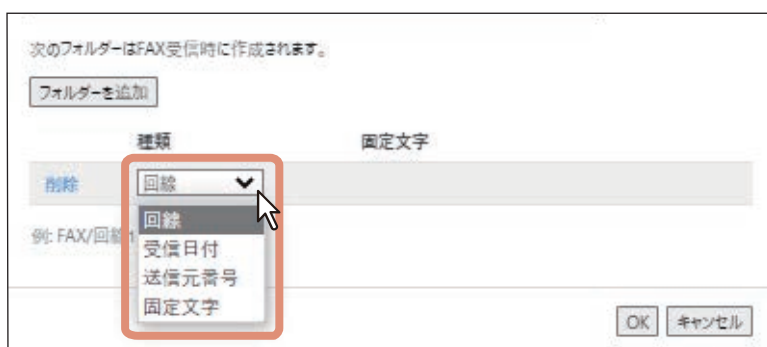 次のフォルダーはFAX受信時に作成されます。
フォルダーを追加
種類 固定文字
削除 回線
回線
例: FAX/回線1
受信日付
送信元番号
固定文字
OK キャンセル